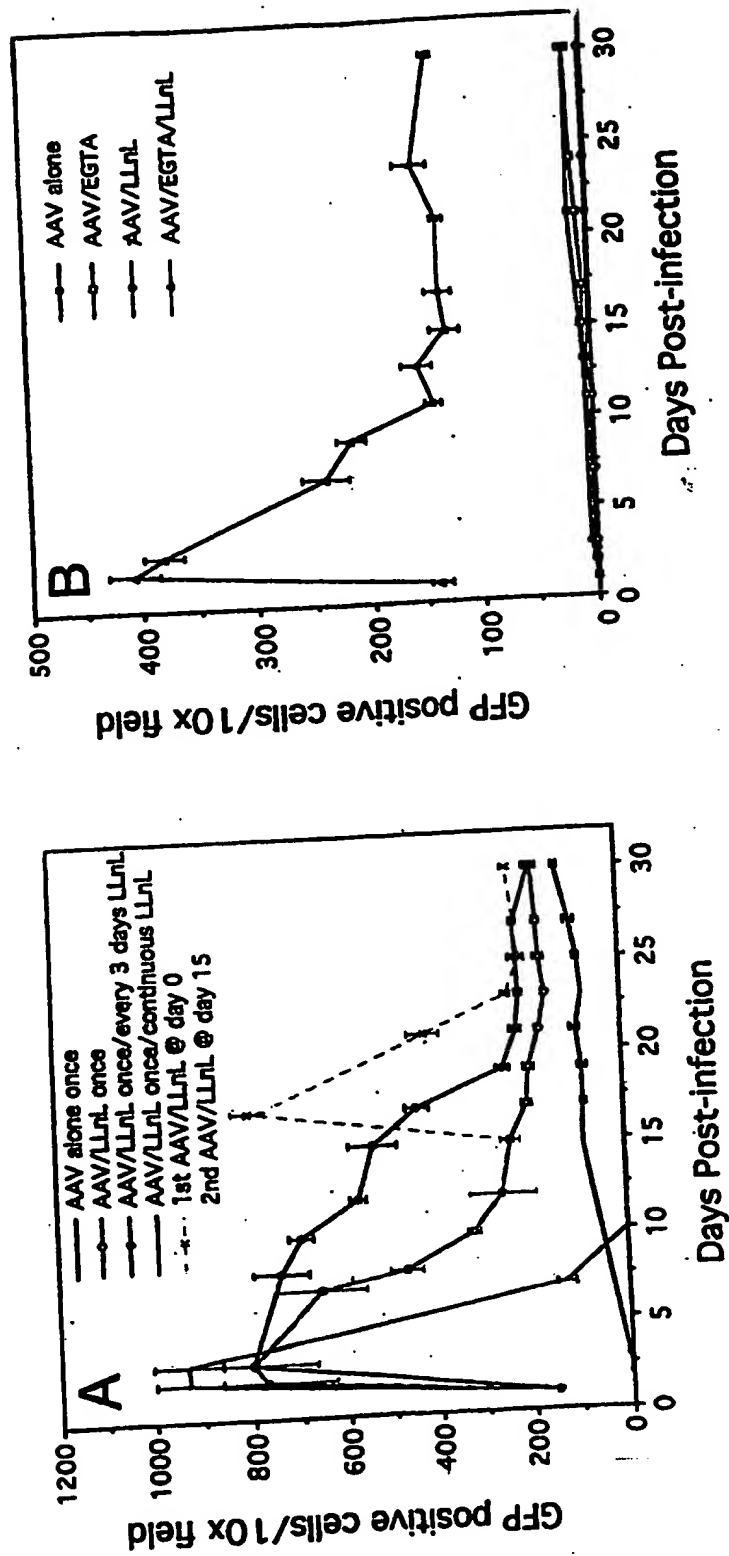 A
AAV alone once
AAV/LLnL once
AAV/LLnL once/every 3 days LLnL
AAV/LLnL once/continuous LLnL
1st AAV/LLnL @ day 0
2nd AAV/LLnL @ day 15
GFP positive cells/10x field
1200
1000
800
600
400
200
0
0
5
10
15
20
25
30
Days Post-infection
B
AAV alone
AAV/EGTA
AAV/LLnL
AAV/EGTA/LLnL
GFP positive cells/10x field
500
400
300
200
100
0
0
5
10
15
20
25
30
Days Post-infection